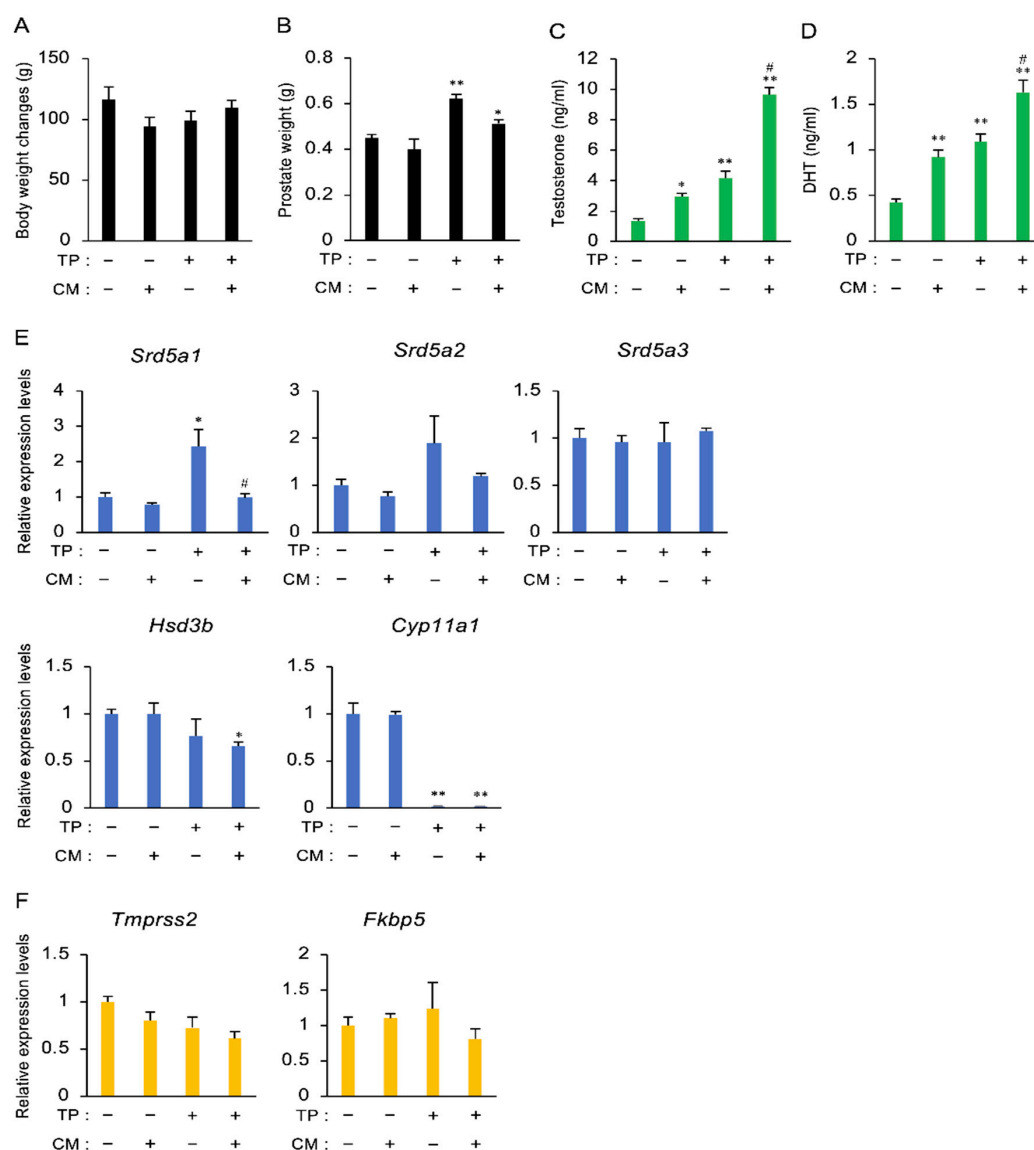 A
B
C
D
Body weight changes (g)
150
100
50
0
TP : – – + +
CM : – + – +
Prostate weight (g)
0.8
0.6
0.4
0.2
0
** *
TP : – – + +
CM : – + – +
Testosterone (ng/ml)
12
10
8
6
4
2
0
* ** # **
TP : – – + +
CM : – + – +
DHT (ng/ml)
2
1.5
1
0.5
0
** ** # **
TP : – – + +
CM : – + – +
E
Srd5a1
Relative expression levels
4
3
2
1
0
* #
TP : – – + +
CM : – + – +
Srd5a2
3
2
1
0
TP : – – + +
CM : – + – +
Srd5a3
1.5
1
0.5
0
TP : – – + +
CM : – + – +
Hsd3b
Relative expression levels
1.5
1
0.5
0
*
TP : – – + +
CM : – + – +
Cyp11a1
1.5
1
0.5
0
** **
TP : – – + +
CM : – + – +
F
Tmprss2
Relative expression levels
1.5
1
0.5
0
TP : – – + +
CM : – + – +
Fkbp5
2
1.5
1
0.5
0
TP : – – + +
CM : – + – +